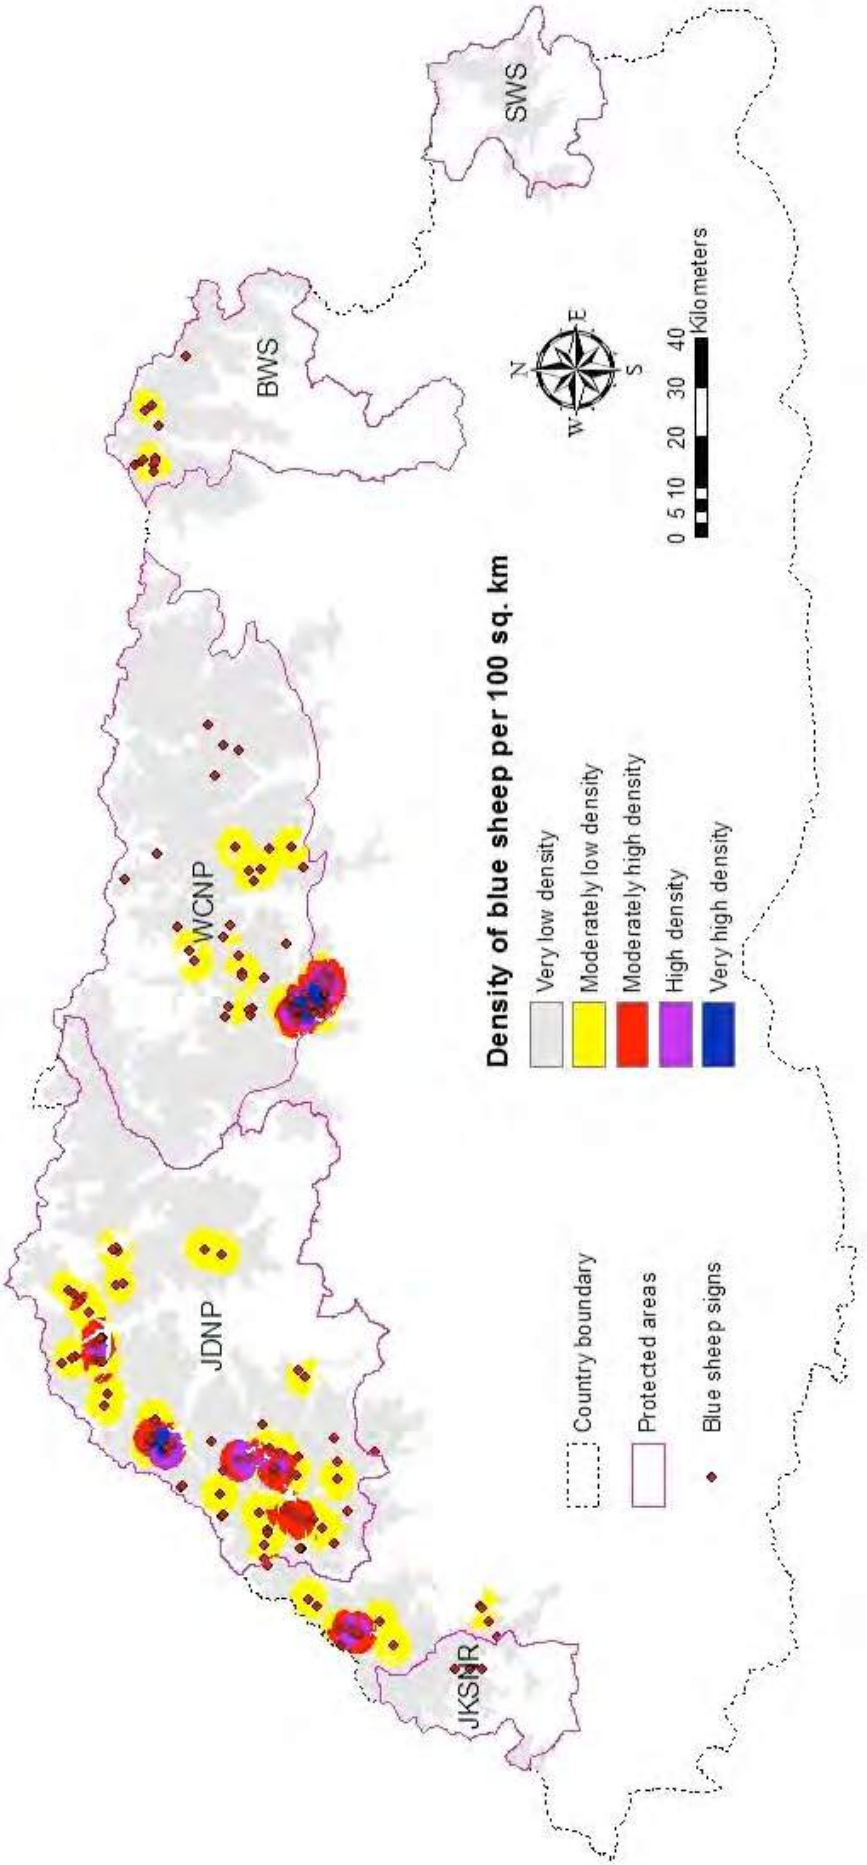 JKSNR
JDNP
WCNP
BWS
SWS
N
W
E
S
0 5 10 20 30 40
Kilometers
Density of blue sheep per 100 sq. km
Very low density
Moderately low density
Moderately high density
High density
Very high density
Country boundary
Protected areas
Blue sheep signs